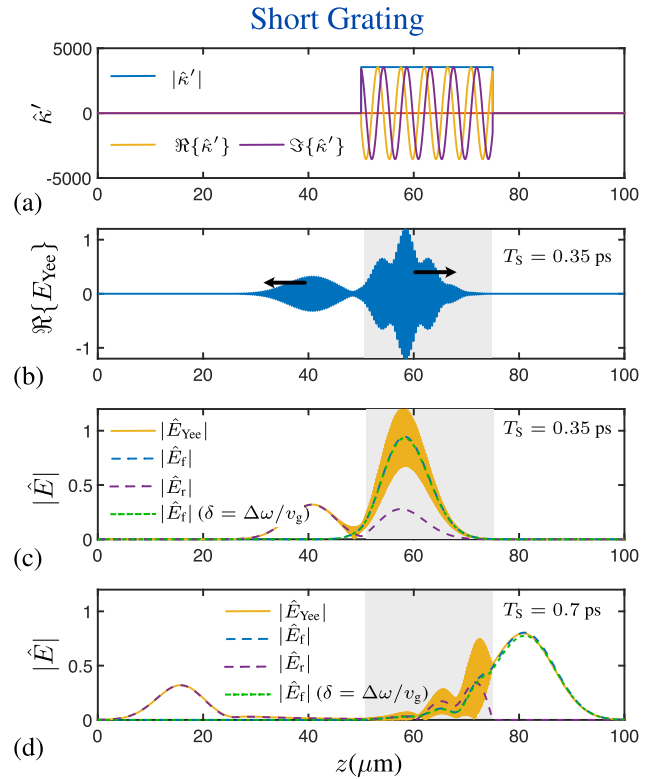 Short Grating
5000
0
-5000
κ̂′
|κ̂′|
ℜ{κ̂′} ℑ{κ̂′}
0 20 40 60 80 100
(a)
1
0
-1
ℜ{E_Yee}
T_S = 0.35 ps
0 20 40 60 80 100
(b)
1
0.5
0
|Ê|
|Ê_Yee|
|Ê_f|
|Ê_r|
|Ê_f| (δ = Δω/v_g)
T_S = 0.35 ps
0 20 40 60 80 100
(c)
1
0.5
0
|Ê|
|Ê_Yee|
|Ê_f|
|Ê_r|
|Ê_f| (δ = Δω/v_g)
T_S = 0.7 ps
0 20 40 60 80 100
(d)
z(μm)